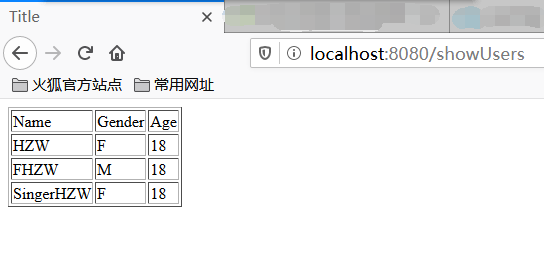 Title
localhost:8080/showUsers
火狐官方站点 常用网址
Name Gender Age
HZW F 18
FHZW M 18
SingerHZW F 18